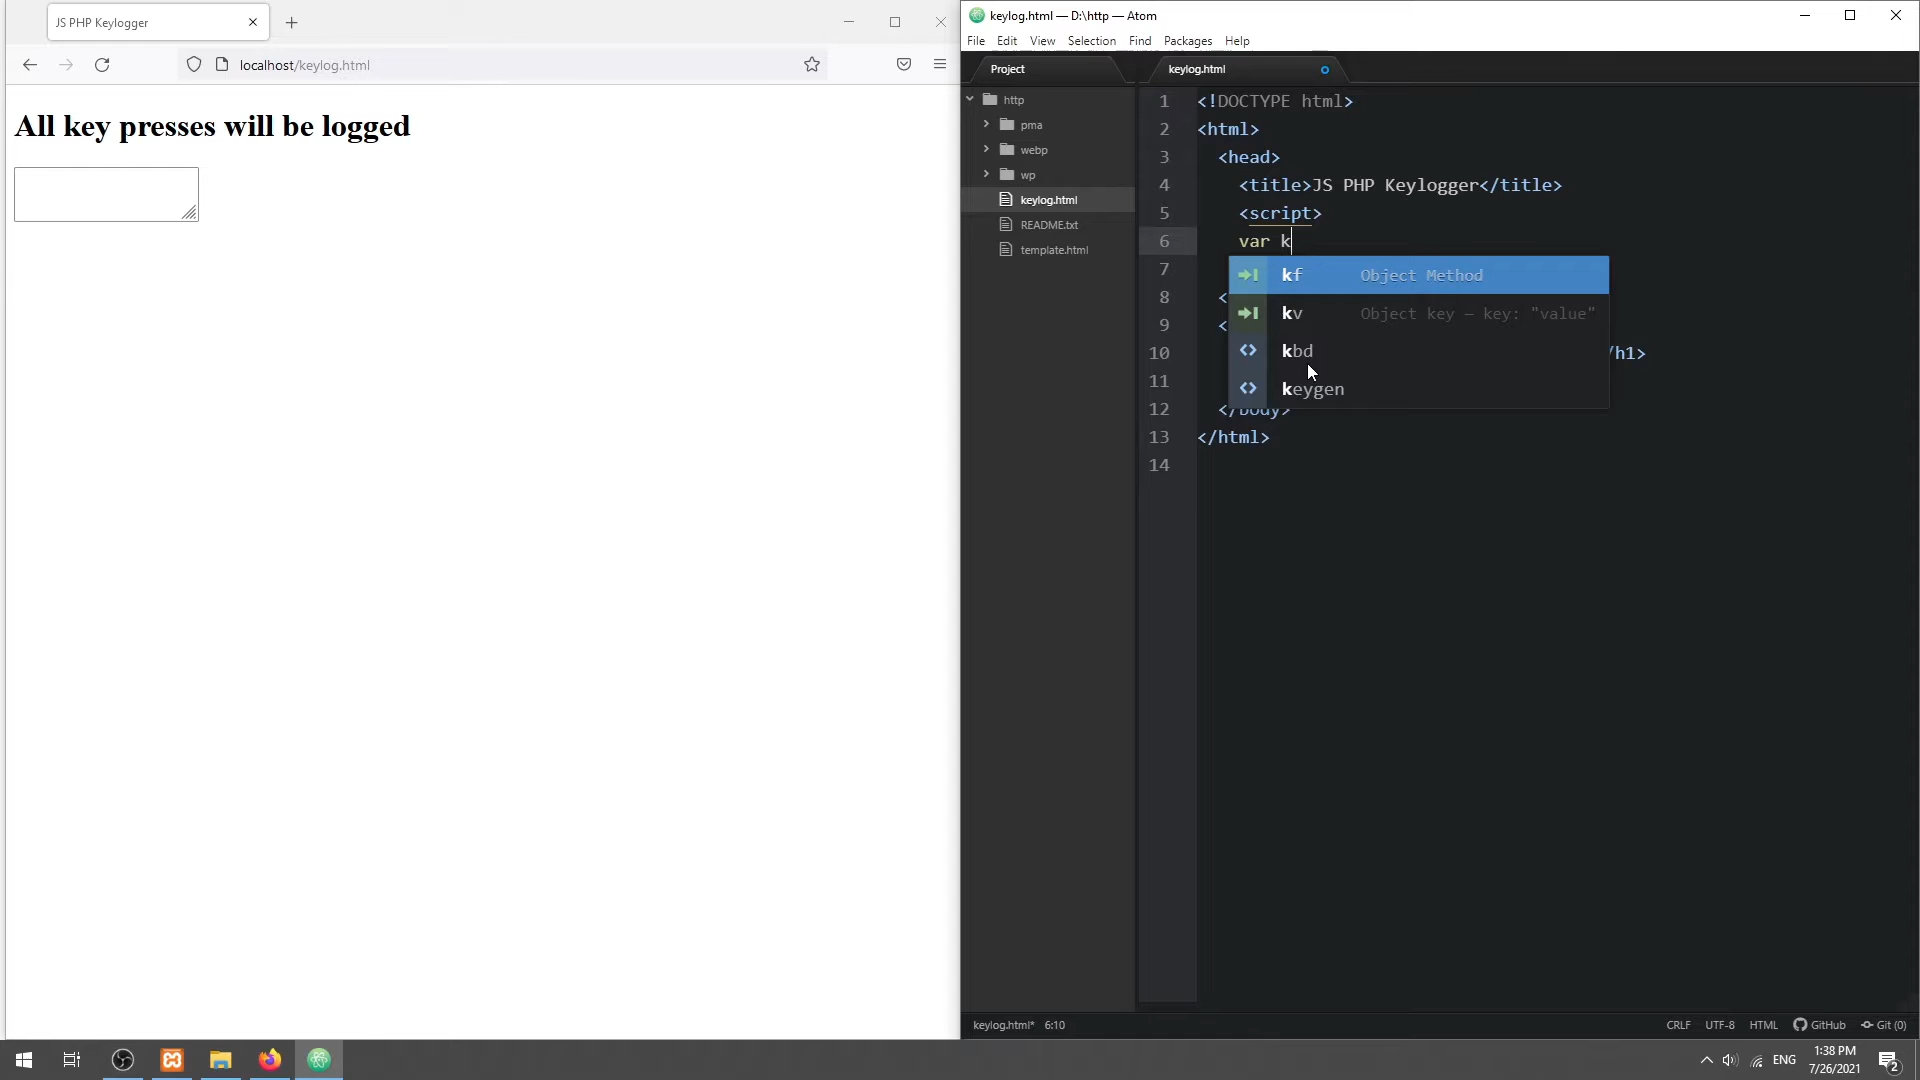 JS PHP Keylogger
localhost/keylog.html
All key presses will be logged
keylog.html — D:\http — Atom
File Edit View Selection Find Packages Help
Project
http
pma
webp
wp
keylog.html
README.txt
template.html
keylog.html
1 <!DOCTYPE html>
2 <html>
3 <head>
4 <title>JS PHP Keylogger</title>
5 <script>
6 var k
7
8 <
9 <
10 /h1>
11
12 </body>
13 </html>
14
kf Object Method
kv Object key — key: "value"
kbd
keygen
keylog.html* 6:10
CRLF UTF-8 HTML GitHub Git (0)
ENG
1:38 PM
7/26/2021
2